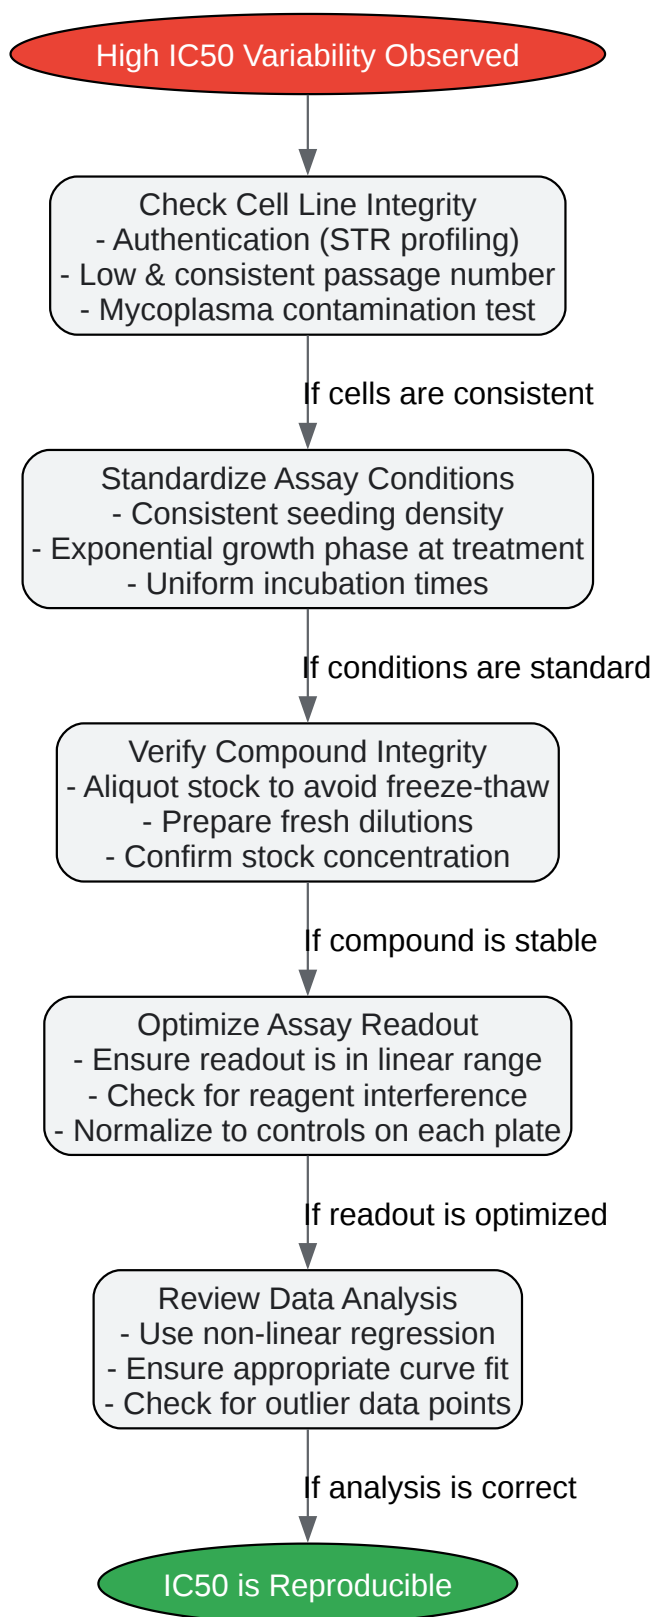 High IC50 Variability Observed
Check Cell Line Integrity
- Authentication (STR profiling)
- Low & consistent passage number
- Mycoplasma contamination test
If cells are consistent
Standardize Assay Conditions
- Consistent seeding density
- Exponential growth phase at treatment
- Uniform incubation times
If conditions are standard
Verify Compound Integrity
- Aliquot stock to avoid freeze-thaw
- Prepare fresh dilutions
- Confirm stock concentration
If compound is stable
Optimize Assay Readout
- Ensure readout is in linear range
- Check for reagent interference
- Normalize to controls on each plate
If readout is optimized
Review Data Analysis
- Use non-linear regression
- Ensure appropriate curve fit
- Check for outlier data points
If analysis is correct
IC50 is Reproducible